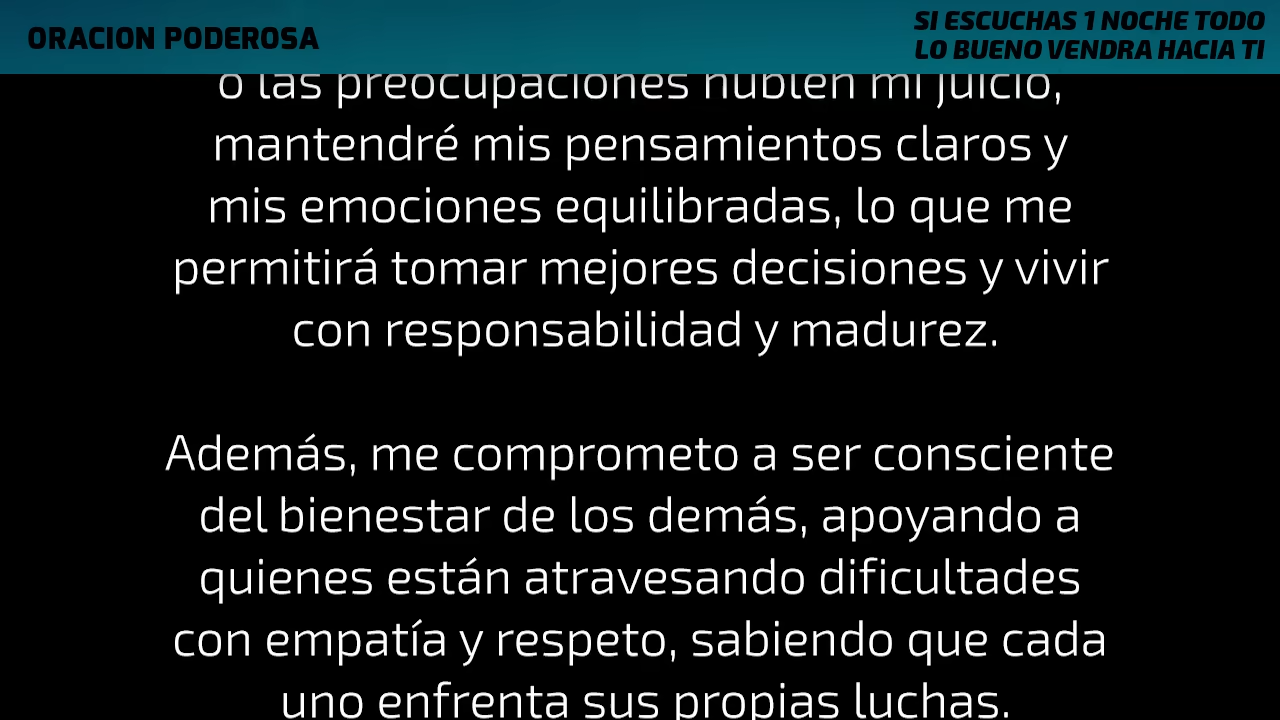 ORACION PODEROSA
SI ESCUCHAS 1 NOCHE TODO
LO BUENO VENDRA HACIA TI
o las preocupaciones nublen mi juicio,
mantendré mis pensamientos claros y
mis emociones equilibradas, lo que me
permitirá tomar mejores decisiones y vivir
con responsabilidad y madurez.
Además, me comprometo a ser consciente
del bienestar de los demás, apoyando a
quienes están atravesando dificultades
con empatía y respeto, sabiendo que cada
uno enfrenta sus propias luchas.